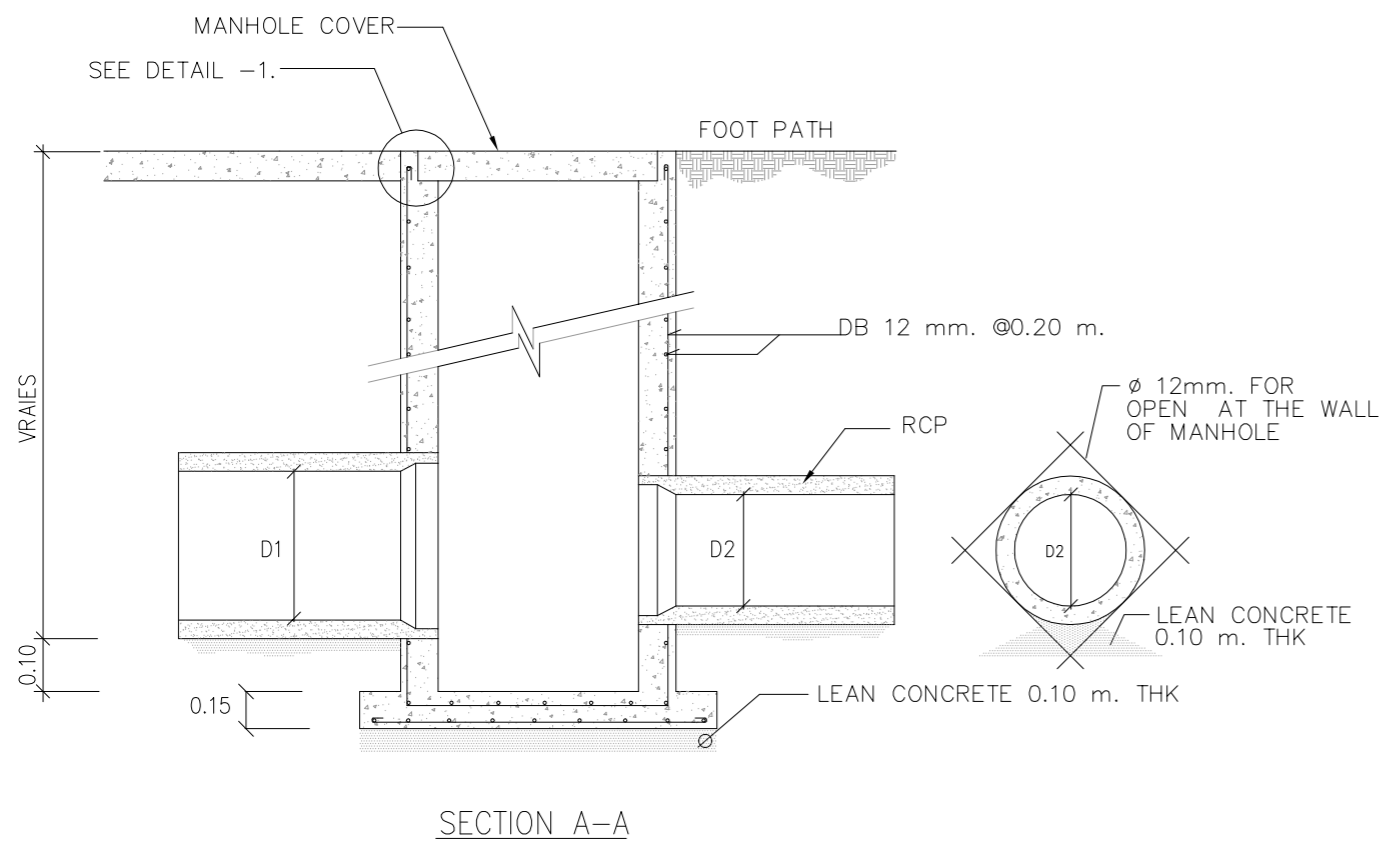 MANHOLE COVER
SEE DETAIL -1.
FOOT PATH
DB 12 mm. @0.20 m.
VRAIES
Ø 12mm. FOR
OPEN AT THE WALL
OF MANHOLE
RCP
D1
D2
D2
LEAN CONCRETE
0.10 m. THK
0.10
0.15
LEAN CONCRETE 0.10 m. THK
SECTION A-A